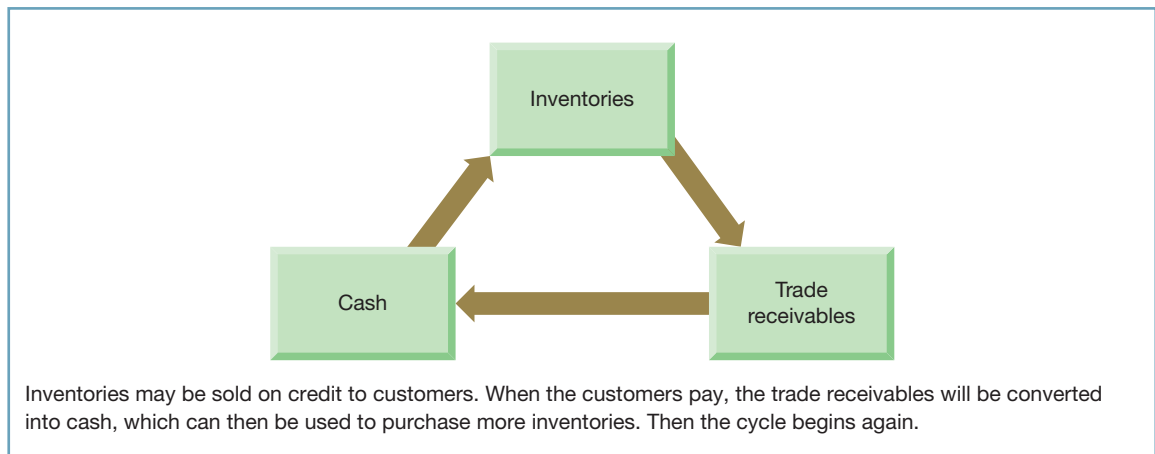 Inventories
Cash
Trade
receivables
Inventories may be sold on credit to customers. When the customers pay, the trade receivables will be converted
into cash, which can then be used to purchase more inventories. Then the cycle begins again.